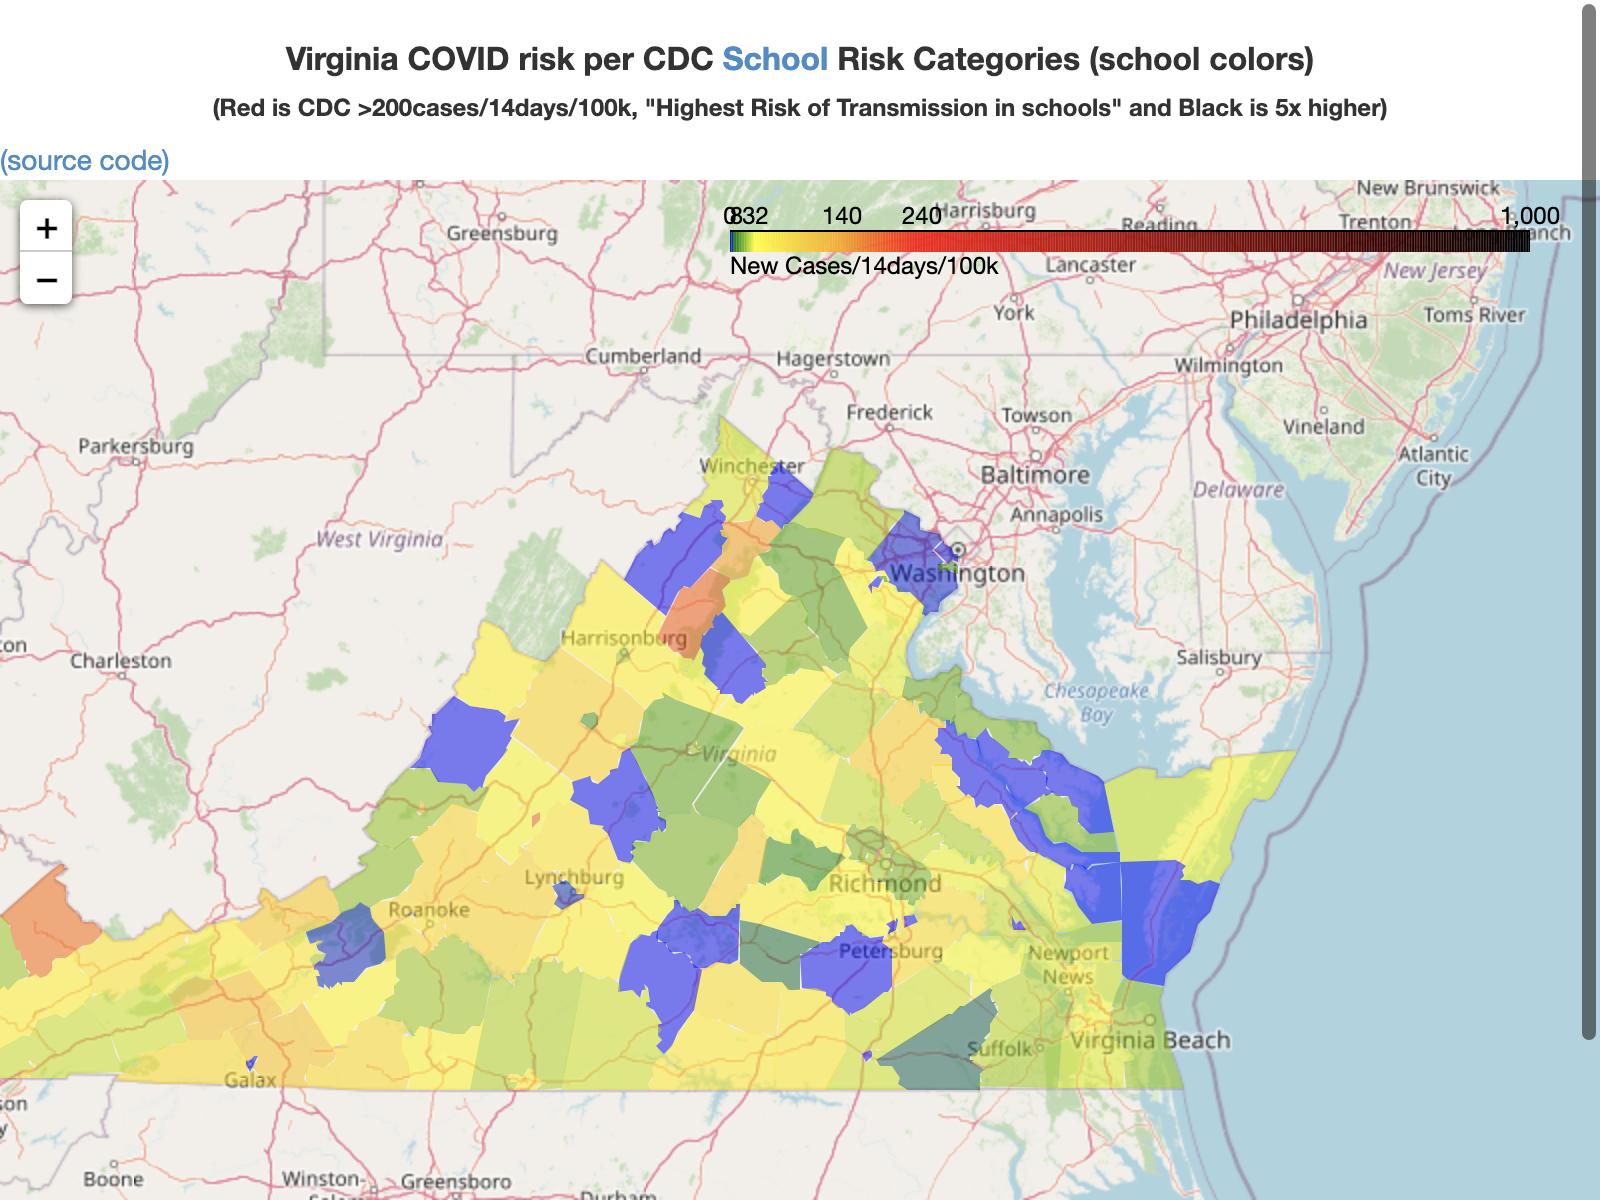 Virginia COVID risk per CDC School Risk Categories (school colors)
(Red is CDC >200cases/14days/100k, "Highest Risk of Transmission in schools" and Black is 5x higher)
(source code)
+
−
New Brunswick
0 8 32 140 240 1,000
Harrisburg
Reading
Trenton
Greensburg
New Cases/14days/100k
Lancaster
New Jersey
York
Philadelphia
Toms River
Cumberland
Hagerstown
Wilmington
Frederick
Towson
Vineland
Parkersburg
Winchester
Baltimore
Atlantic
City
Delaware
Annapolis
West Virginia
Washington
Harrisonburg
Charleston
Salisbury
Chesapeake
Bay
Virginia
Lynchburg
Richmond
Roanoke
Petersburg
Newport
News
Virginia Beach
Suffolk
Galax
Boone
Winston-
Greensboro
Durham